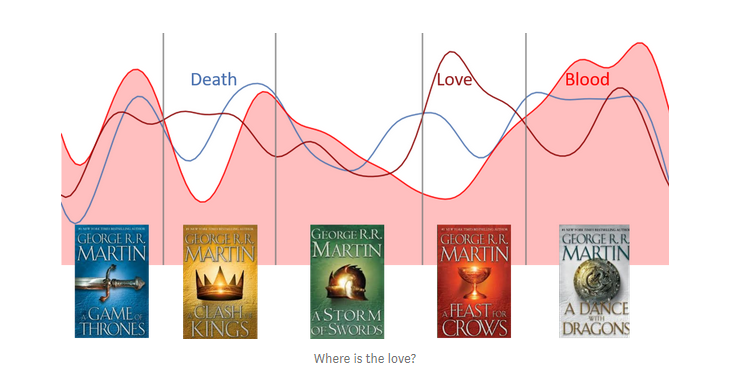 Death
Love
Blood
GEORGE R.R.
MARTIN
A GAME OF
THRONES
GEORGE R.R.
MARTIN
A CLASH
OF KINGS
GEORGE R.R.
MARTIN
A STORM
OF SWORDS
GEORGE R.R.
MARTIN
A FEAST FOR
CROWS
GEORGE R.R.
MARTIN
A DANCE
WITH
DRAGONS
Where is the love?